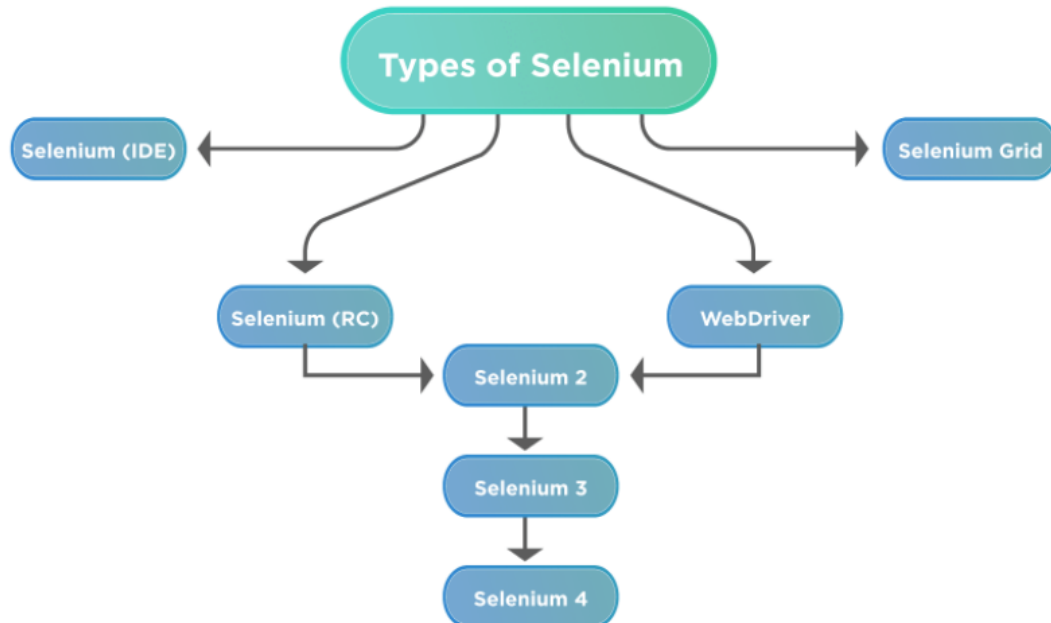 Types of Selenium
Selenium (IDE)
Selenium Grid
Selenium (RC)
WebDriver
Selenium 2
Selenium 3
Selenium 4